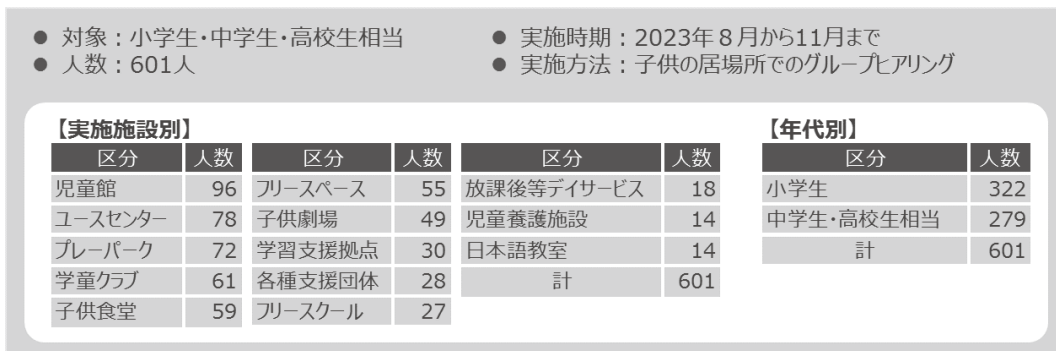 ● 対象:小学生・中学生・高校生相当
● 人数:601人
● 実施時期:2023年8月から11月まで
● 実施方法:子供の居場所でのグループヒアリング
【実施施設別】
区分 人数 区分 人数 区分 人数
児童館 96 フリースペース 55 放課後等デイサービス 18
ユースセンター 78 子供劇場 49 児童養護施設 14
プレーパーク 72 学習支援拠点 30 日本語教室 14
学童クラブ 61 各種支援団体 28 計 601
子供食堂 59 フリースクール 27
【年代別】
区分 人数
小学生 322
中学生・高校生相当 279
計 601